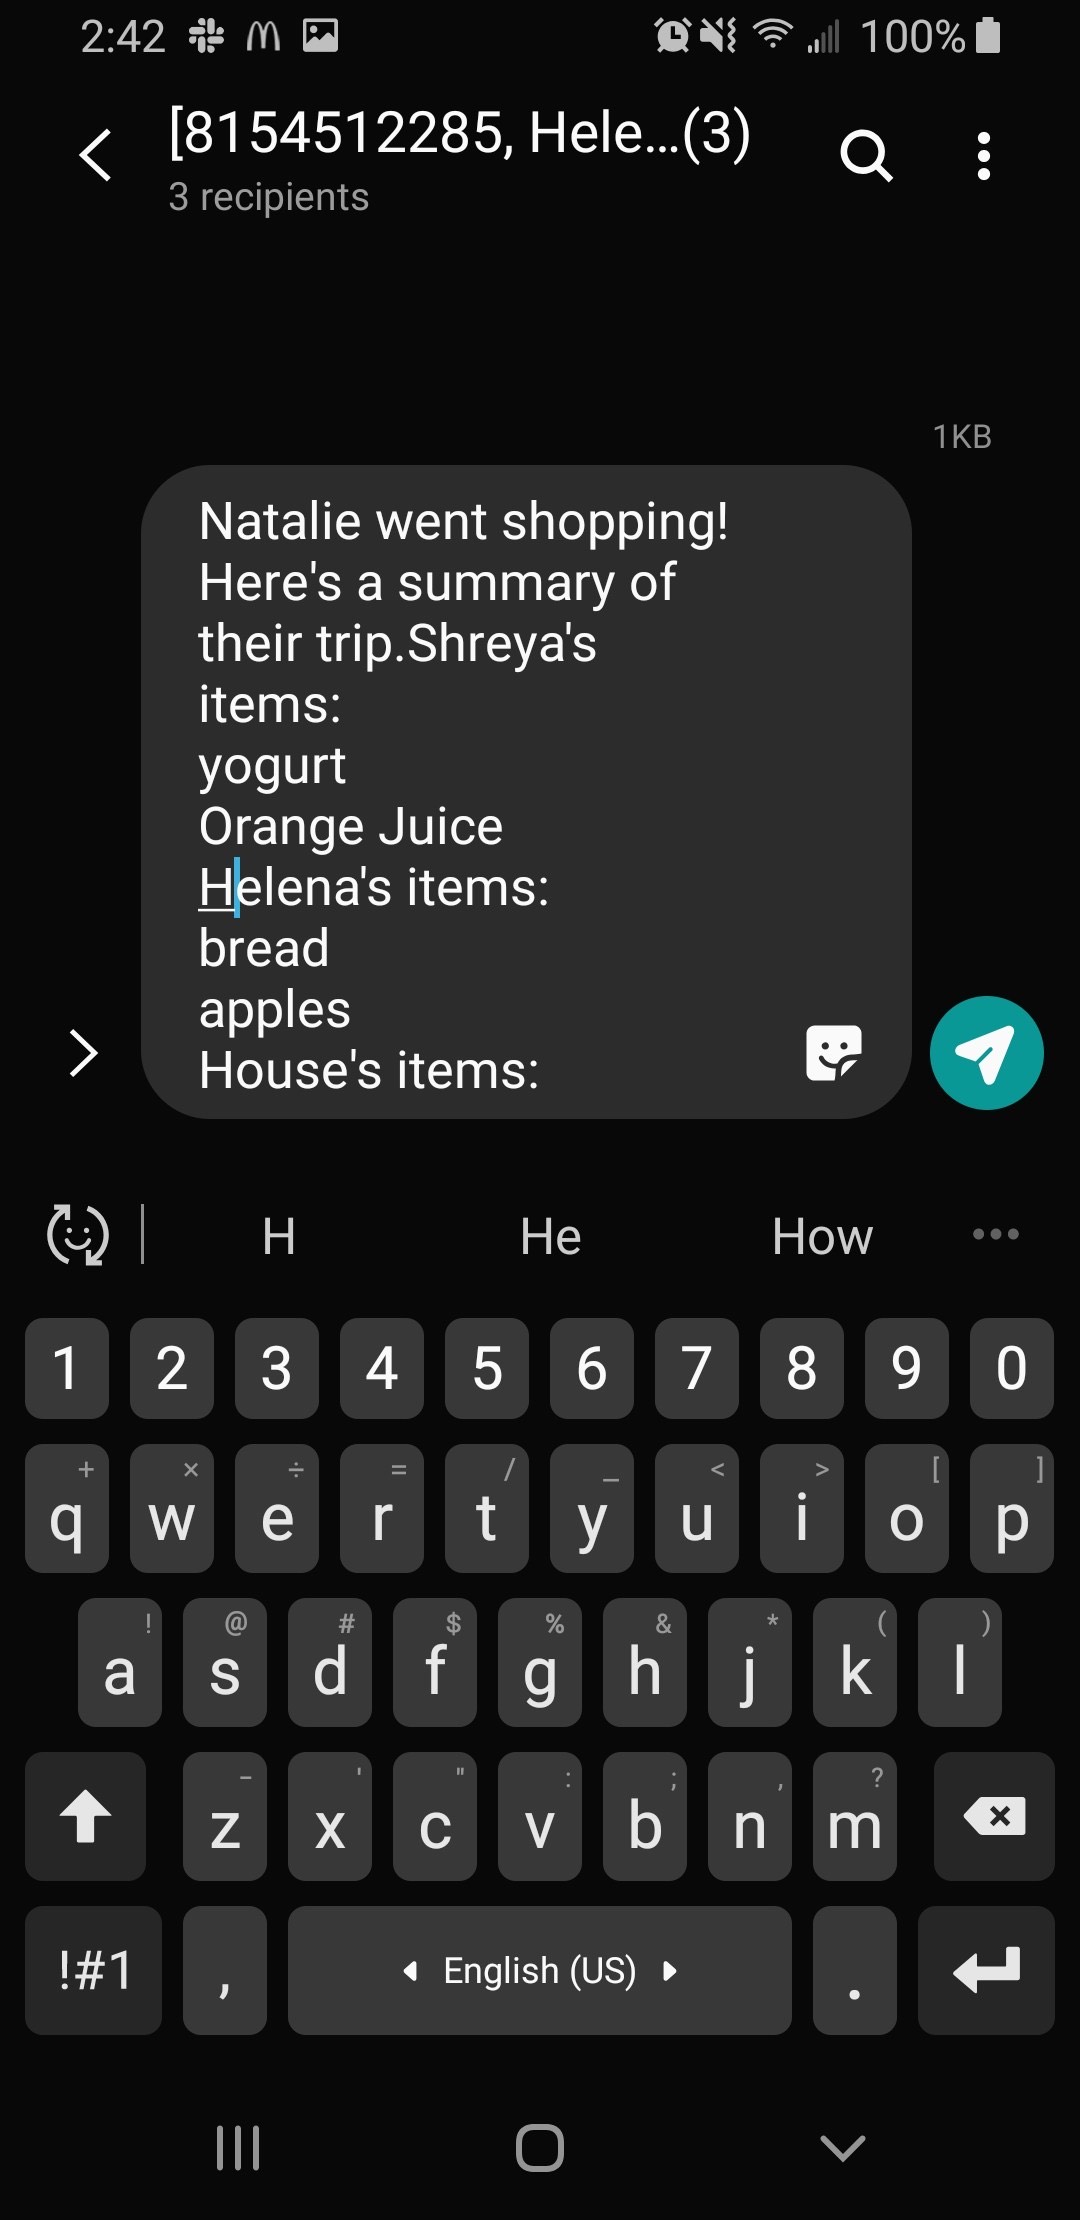 2:42 100%
[8154512285, Hele...(3)
3 recipients
1KB
Natalie went shopping!
Here's a summary of
their trip.Shreya's
items:
yogurt
Orange Juice
Helena's items:
bread
apples
House's items:
H He How
1 2 3 4 5 6 7 8 9 0
+ × ÷ = / _ < > [ ]
q w e r t y u i o p
! @ # $ % & * ( )
a s d f g h j k l
- ' " : ; , ?
z x c v b n m
!#1 , English (US) .